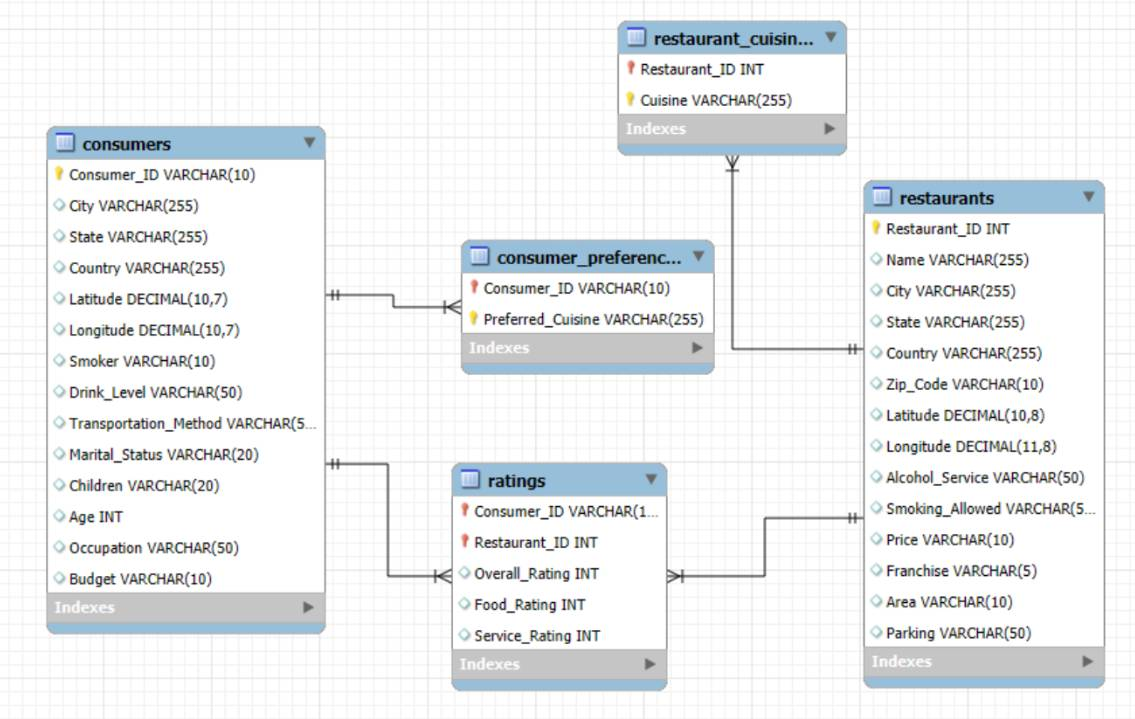 restaurant_cuisin...
Restaurant_ID INT
Cuisine VARCHAR(255)
Indexes
consumers
Consumer_ID VARCHAR(10)
City VARCHAR(255)
State VARCHAR(255)
Country VARCHAR(255)
Latitude DECIMAL(10,7)
Longitude DECIMAL(10,7)
Smoker VARCHAR(10)
Drink_Level VARCHAR(50)
Transportation_Method VARCHAR(5...
Marital_Status VARCHAR(20)
Children VARCHAR(20)
Age INT
Occupation VARCHAR(50)
Budget VARCHAR(10)
Indexes
consumer_preferenc...
Consumer_ID VARCHAR(10)
Preferred_Cuisine VARCHAR(255)
Indexes
ratings
Consumer_ID VARCHAR(1...
Restaurant_ID INT
Overall_Rating INT
Food_Rating INT
Service_Rating INT
Indexes
restaurants
Restaurant_ID INT
Name VARCHAR(255)
City VARCHAR(255)
State VARCHAR(255)
Country VARCHAR(255)
Zip_Code VARCHAR(10)
Latitude DECIMAL(10,8)
Longitude DECIMAL(11,8)
Alcohol_Service VARCHAR(50)
Smoking_Allowed VARCHAR(5...
Price VARCHAR(10)
Franchise VARCHAR(5)
Area VARCHAR(10)
Parking VARCHAR(50)
Indexes